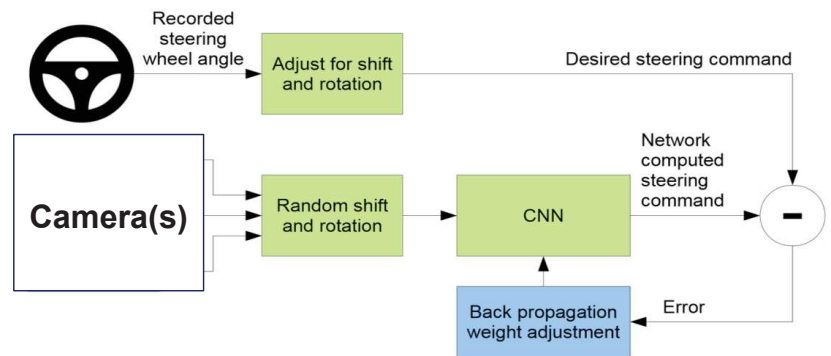 Recorded
steering
wheel angle
Adjust for shift
and rotation
Desired steering command
Camera(s)
Random shift
and rotation
CNN
Network
computed
steering
command
-
Back propagation
weight adjustment
Error